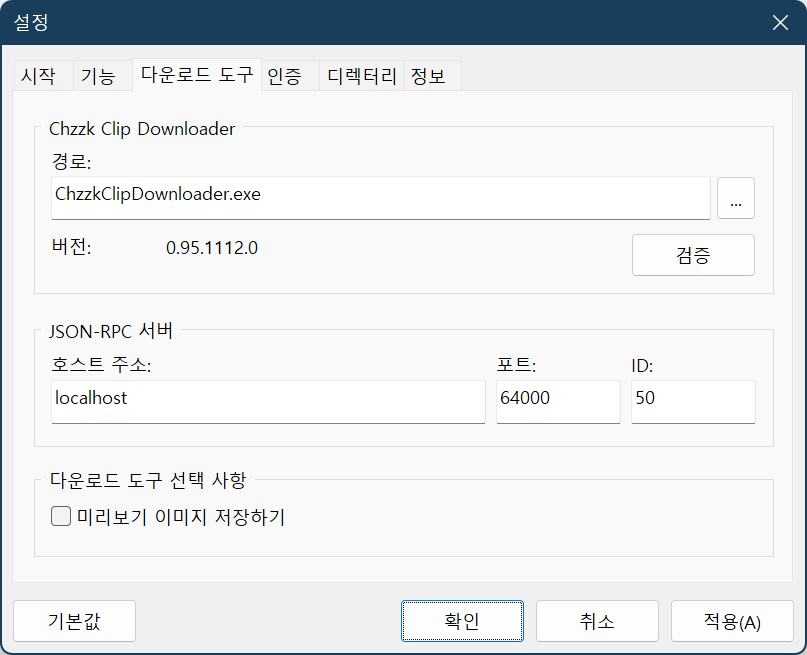 설정
시작 기능 다운로드 도구 인증 디렉터리 정보
Chzzk Clip Downloader
경로:
ChzzkClipDownloader.exe ...
버전: 0.95.1112.0 검증
JSON-RPC 서버
호스트 주소: 포트: ID:
localhost 64000 50
다운로드 도구 선택 사항
미리보기 이미지 저장하기
기본값 확인 취소 적용(A)